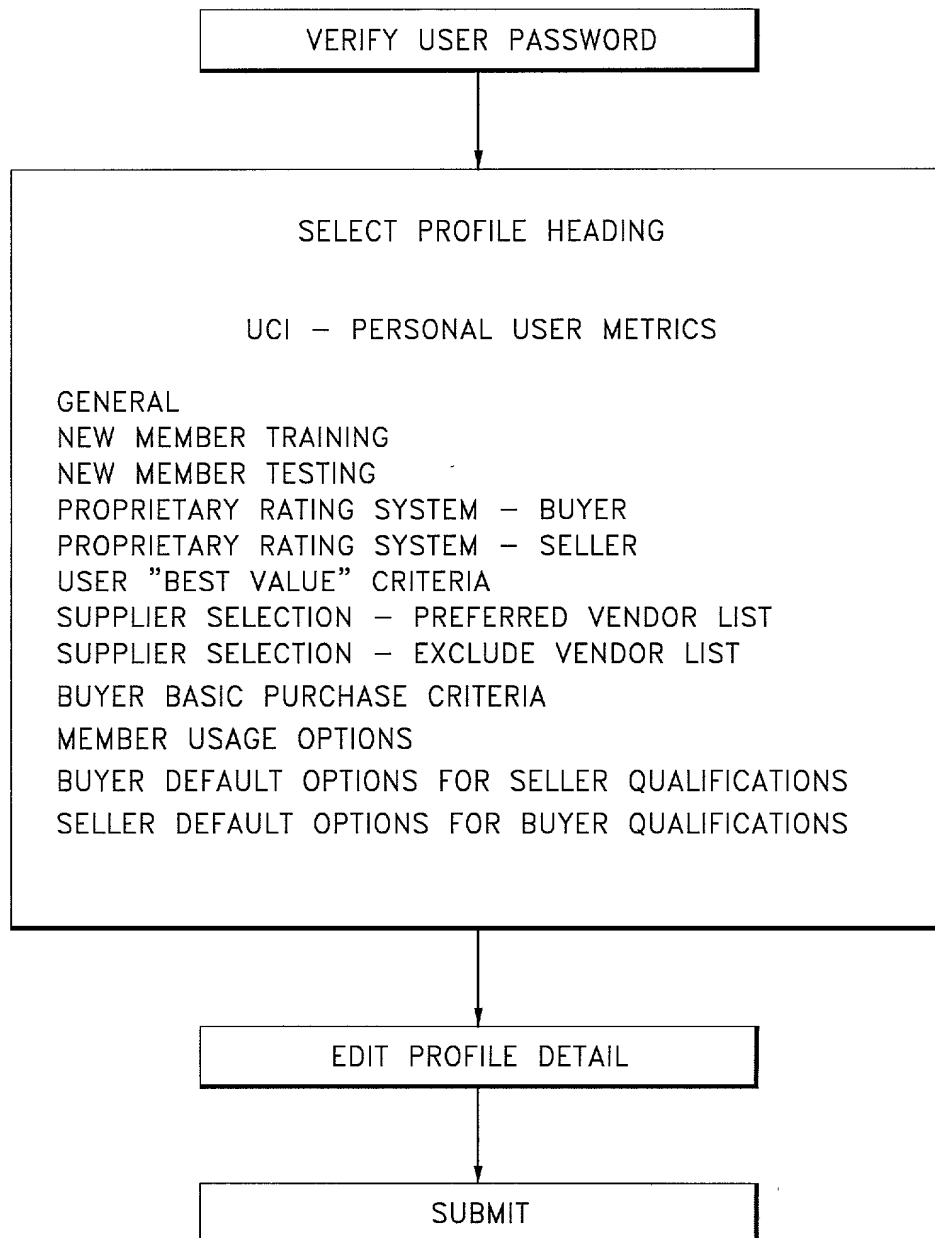 VERIFY USER PASSWORD
SELECT PROFILE HEADING
UCI – PERSONAL USER METRICS
GENERAL
NEW MEMBER TRAINING
NEW MEMBER TESTING
PROPRIETARY RATING SYSTEM – BUYER
PROPRIETARY RATING SYSTEM – SELLER
USER "BEST VALUE" CRITERIA
SUPPLIER SELECTION – PREFERRED VENDOR LIST
SUPPLIER SELECTION – EXCLUDE VENDOR LIST
BUYER BASIC PURCHASE CRITERIA
MEMBER USAGE OPTIONS
BUYER DEFAULT OPTIONS FOR SELLER QUALIFICATIONS
SELLER DEFAULT OPTIONS FOR BUYER QUALIFICATIONS
EDIT PROFILE DETAIL
SUBMIT